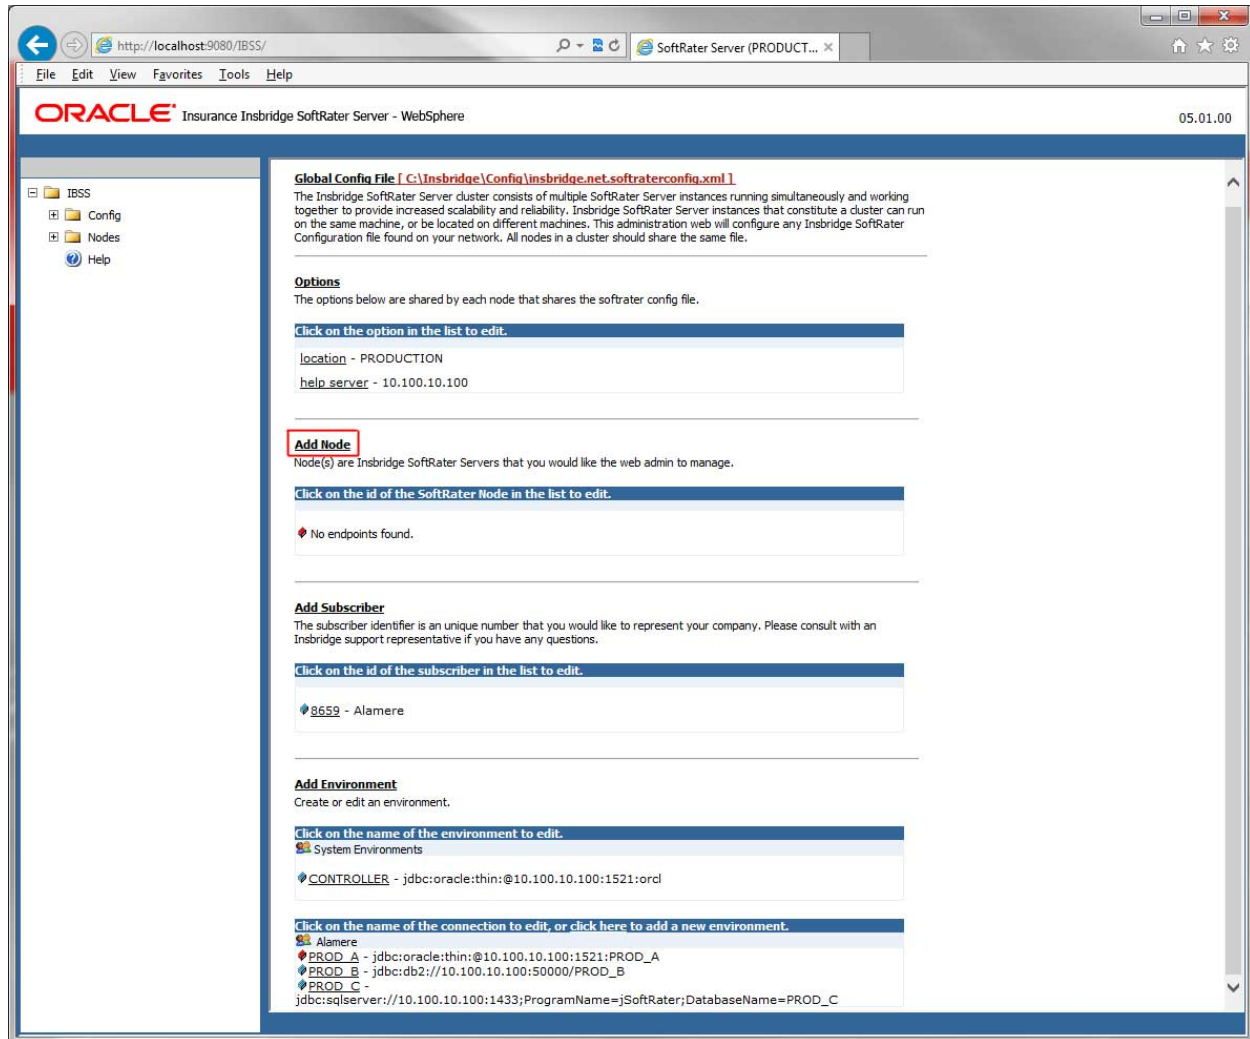 http://localhost:9080/IBSS/
SoftRater Server (PRODUCT...
File Edit View Favorites Tools Help
ORACLE Insurance Insbridge SoftRater Server - WebSphere
05.01.00
IBSS
Config
Nodes
Help
Global Config File [ C:\Insbridge\Config\insbridge.net.softraterconfig.xml ]
The Insbridge SoftRater Server cluster consists of multiple SoftRater Server instances running simultaneously and working
together to provide increased scalability and reliability. Insbridge SoftRater Server instances that constitute a cluster can run
on the same machine, or be located on different machines. This administration web will configure any Insbridge SoftRater
Configuration file found on your network. All nodes in a cluster should share the same file.
Options
The options below are shared by each node that shares the softrater config file.
Click on the option in the list to edit.
location - PRODUCTION
help server - 10.100.10.100
Add Node
Node(s) are Insbridge SoftRater Servers that you would like the web admin to manage.
Click on the id of the SoftRater Node in the list to edit.
No endpoints found.
Add Subscriber
The subscriber identifier is an unique number that you would like to represent your company. Please consult with an
Insbridge support representative if you have any questions.
Click on the id of the subscriber in the list to edit.
8659 - Alamere
Add Environment
Create or edit an environment.
Click on the name of the environment to edit.
System Environments
CONTROLLER - jdbc:oracle:thin:@10.100.10.100:1521:orcl
Click on the name of the connection to edit, or click here to add a new environment.
Alamere
PROD_A - jdbc:oracle:thin:@10.100.10.100:1521:PROD_A
PROD_B - jdbc:db2://10.100.10.100:50000/PROD_B
PROD_C -
jdbc:sqlserver://10.100.10.100:1433;ProgramName=jSoftRater;DatabaseName=PROD_C